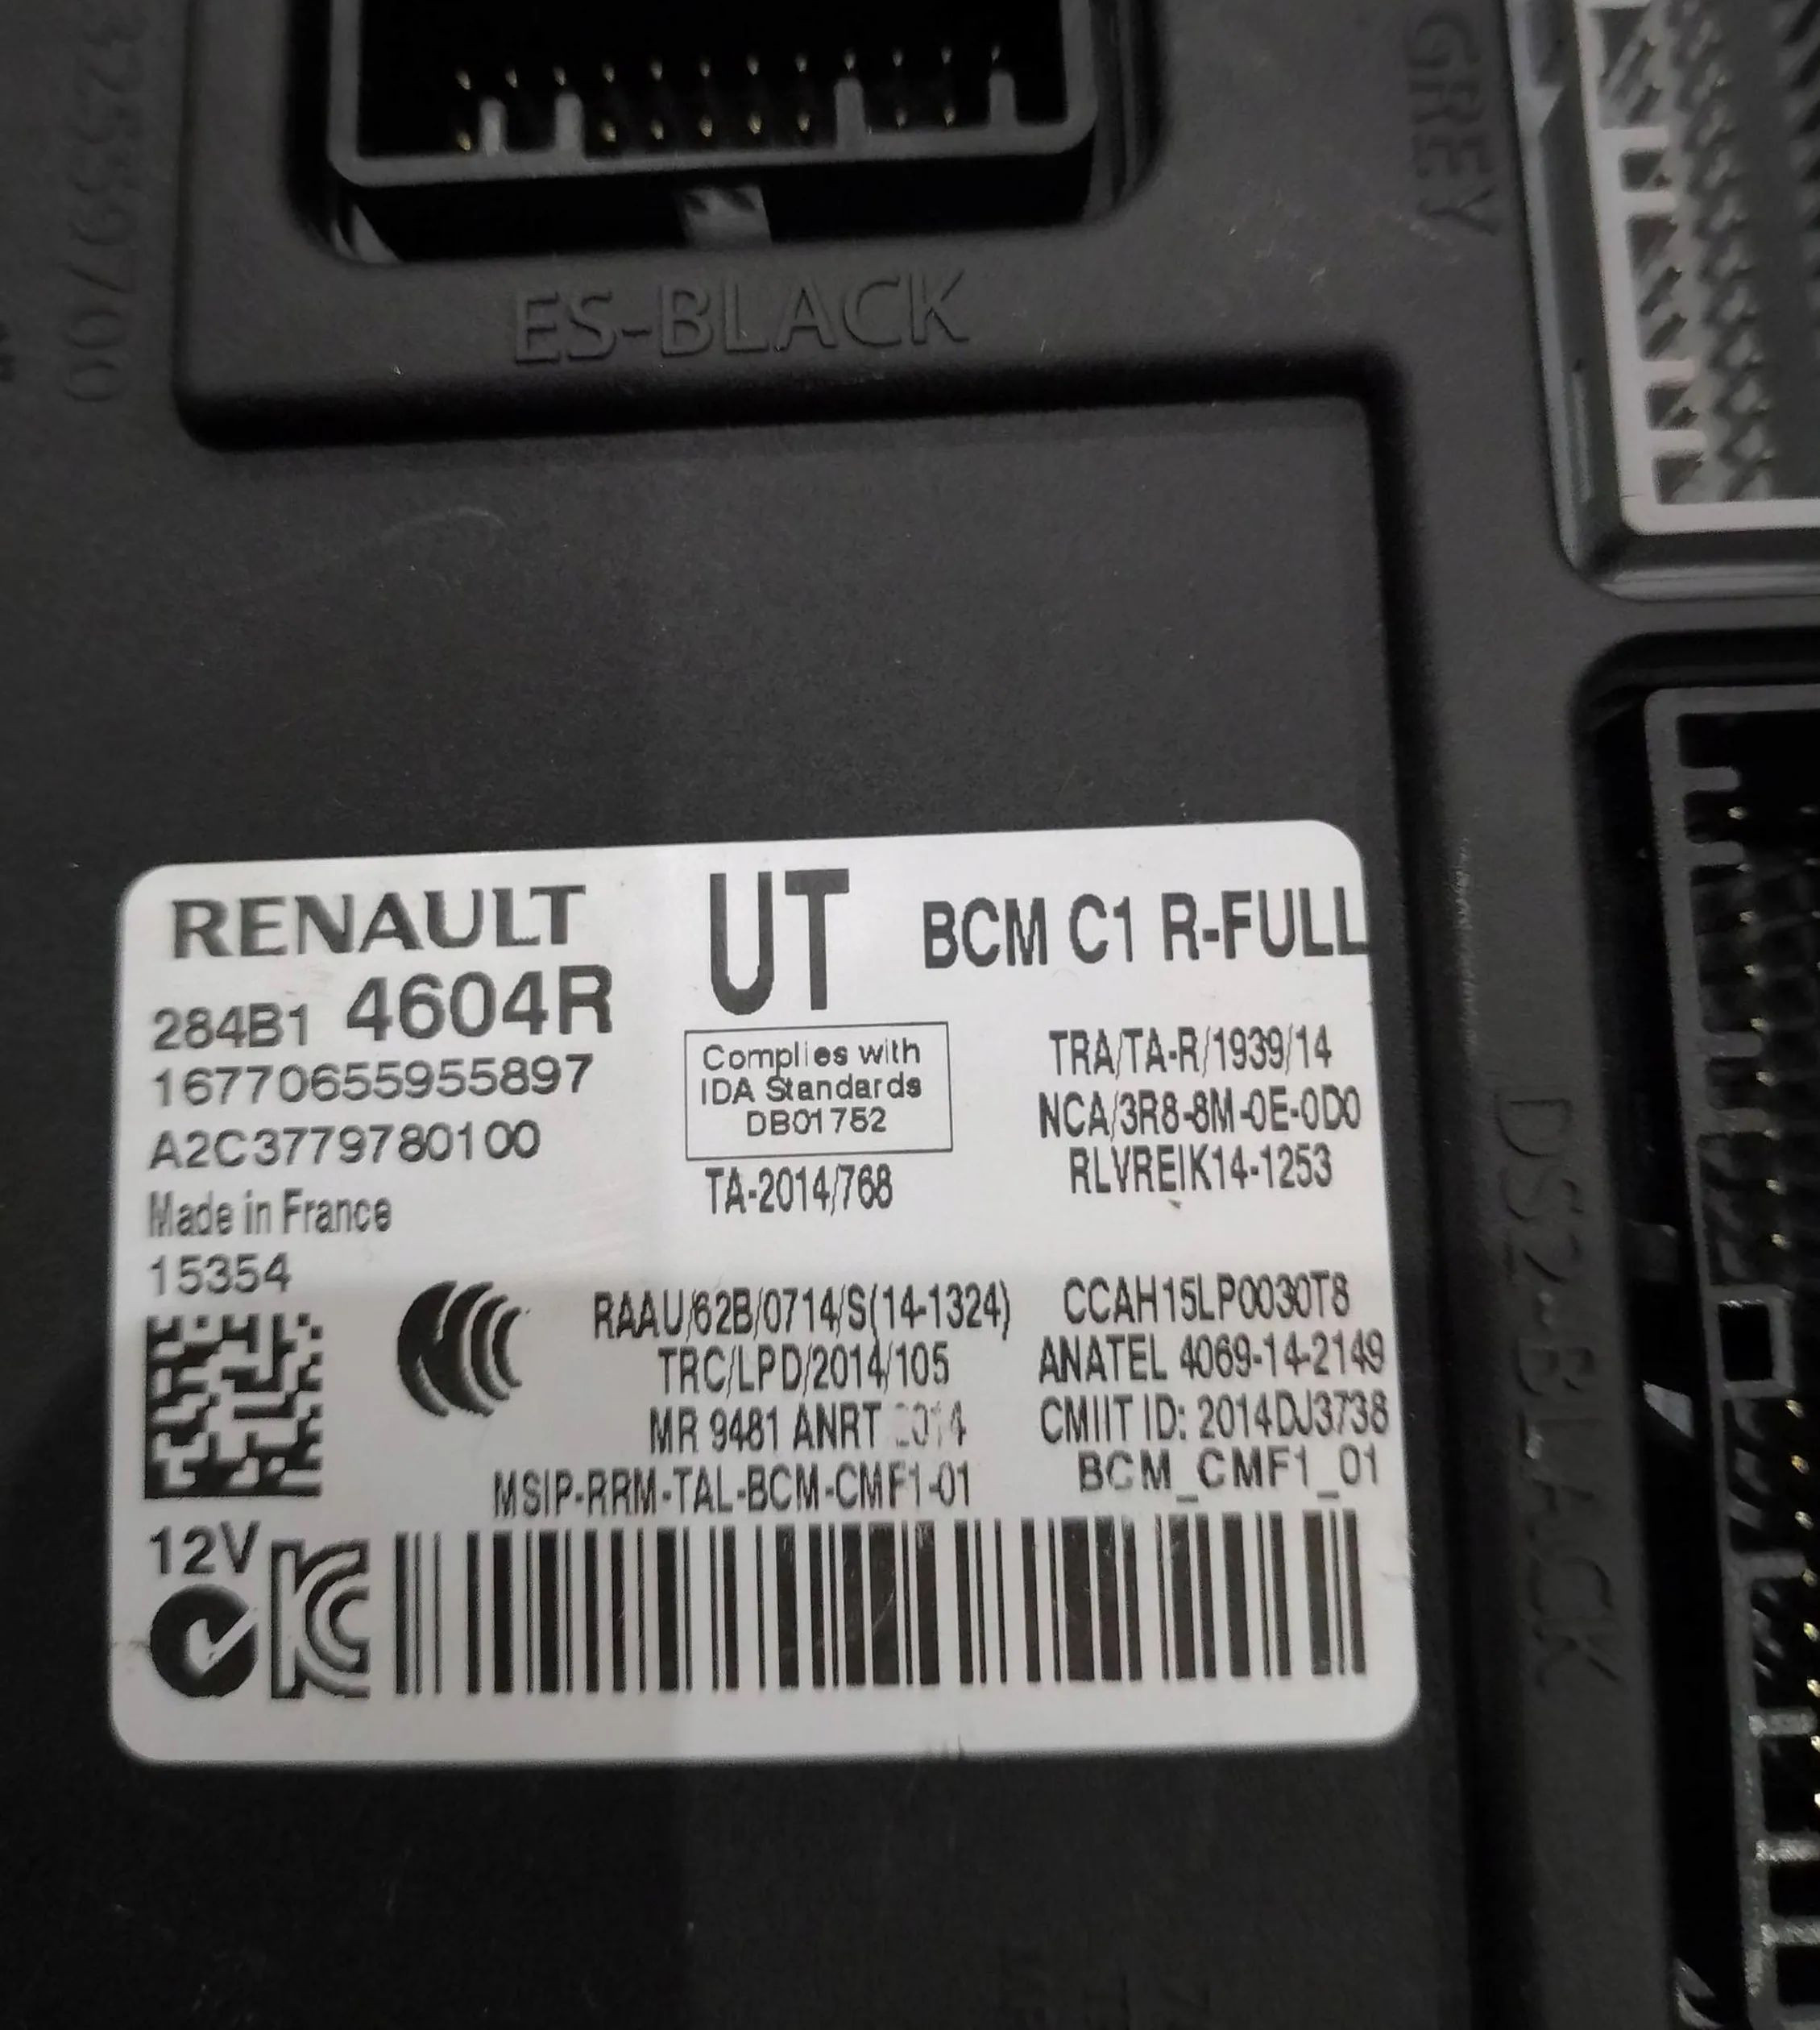 GREY
ES-BLACK
RENAULT UT BCM C1 R-FULL
284B1 4604R
16770655955897
A2C3779780100
Made in France
15354
Complies with
IDA Standards
DB01752
TA-2014/768
TRA/TA-R/1939/14
NCA/3R8-8M-0E-0D0
RLVREIK14-1253
RAAU/62B/0714/S(14-1324) CCAH15LP0030T8
TRC/LPD/2014/105 ANATEL 4069-14-2149
MR 9481 ANRT 2014 CMIIT ID: 2014DJ3738
MSIP-RRM-TAL-BCM-CMF1-01 BCM_CMF1_01
12V
DS2-BLACK